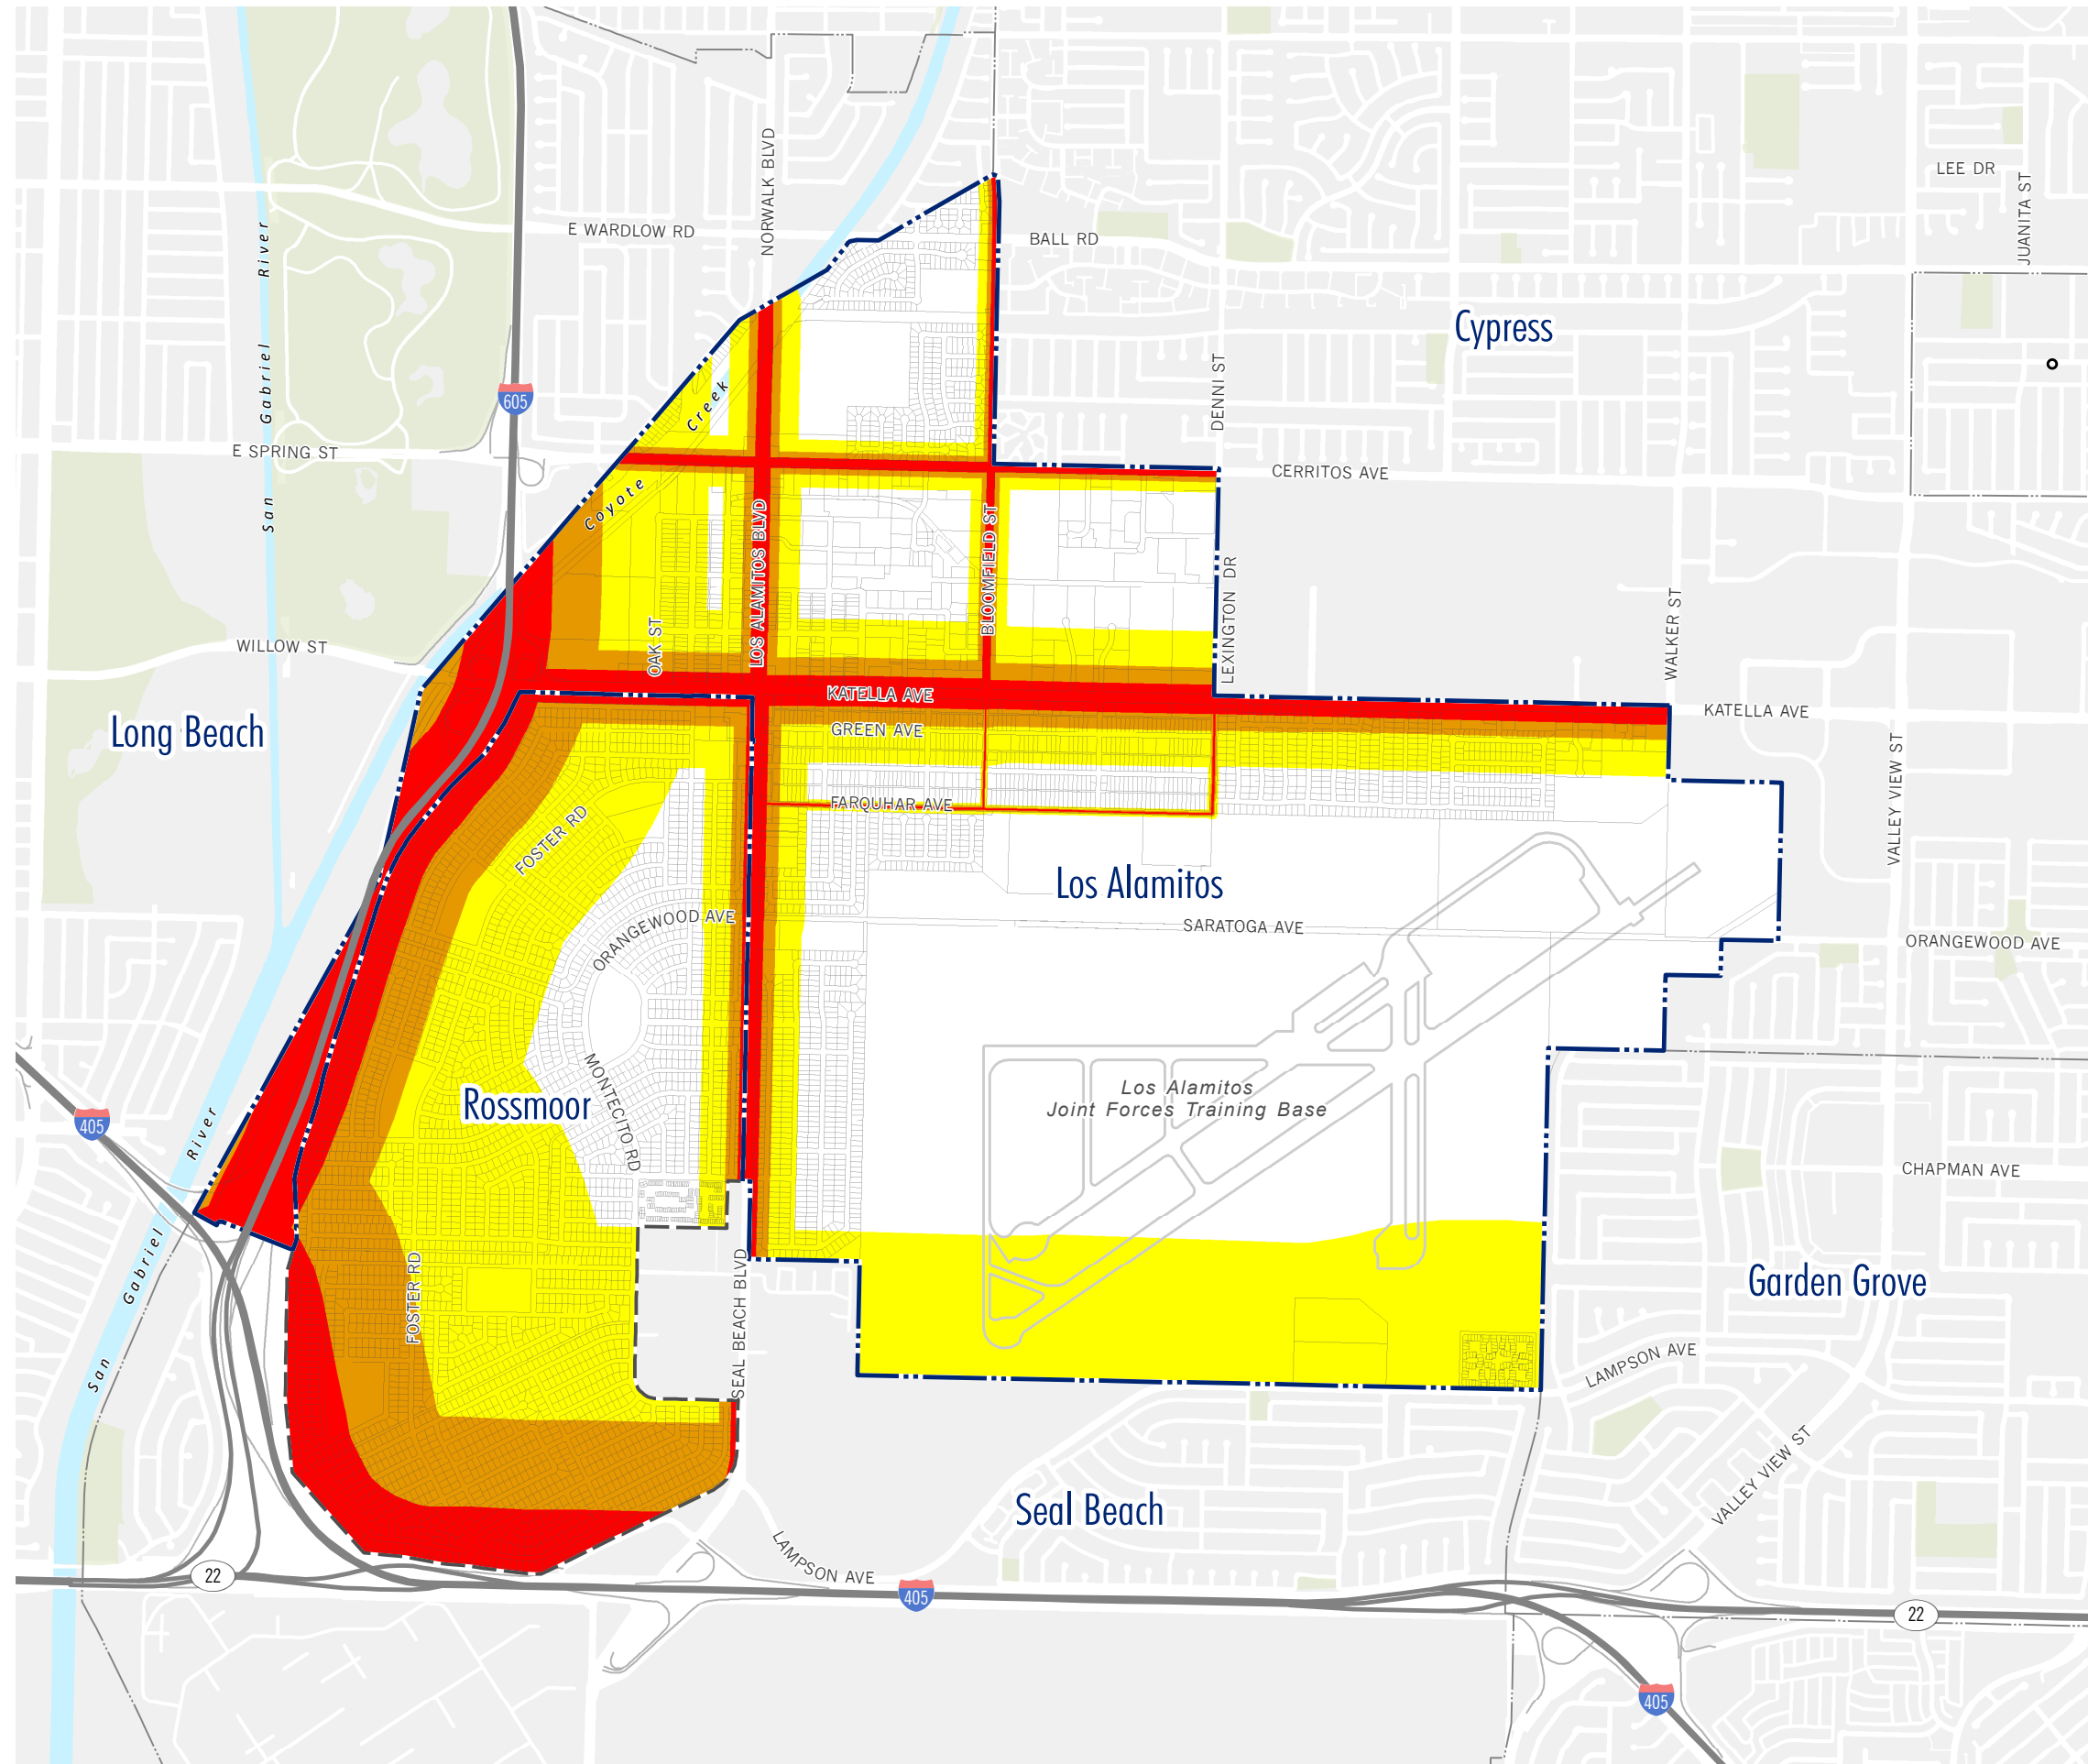 LEE DR
JUANITA ST
NORWALK BLVD
E WARDLOW RD
BALL RD
San Gabriel River
Cypress
605
Creek
DENNI ST
E SPRING ST
CERRITOS AVE
Coyote
LOS ALAMITOS BLVD
BLOOMFIELD ST
LEXINGTON DR
WALKER ST
WILLOW ST
OAK ST
KATELLA AVE
KATELLA AVE
Long Beach
GREEN AVE
VALLEY VIEW ST
FARQUHAR AVE
FOSTER RD
Los Alamitos
ORANGEWOOD AVE
SARATOGA AVE
ORANGEWOOD AVE
Los Alamitos
Joint Forces Training Base
Rossmoor
MONTECITO RD
405
San Gabriel River
CHAPMAN AVE
Garden Grove
FOSTER RD
SEAL BEACH BLVD
LAMPSON AVE
VALLEY VIEW ST
Seal Beach
LAMPSON AVE
22
405
22
405